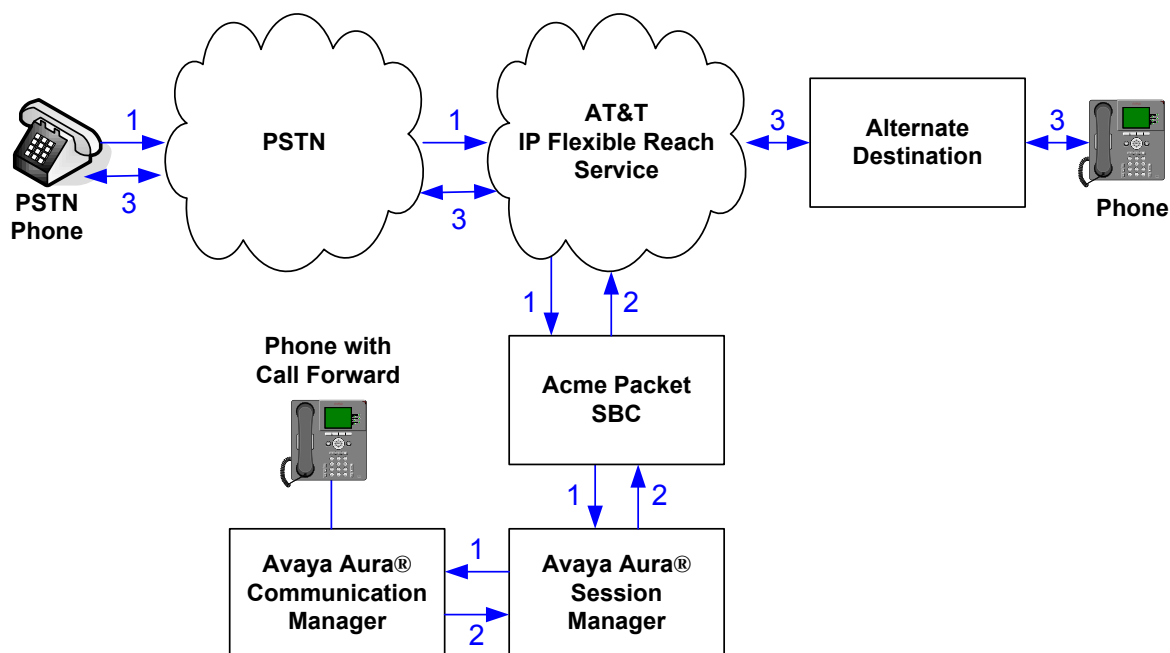 1
3
PSTN
Phone
PSTN
1
3
AT&T
IP Flexible Reach
Service
3
Alternate
Destination
3
Phone
1
2
Phone with
Call Forward
Acme Packet
SBC
1
2
Avaya Aura®
Communication
Manager
1
2
Avaya Aura®
Session
Manager